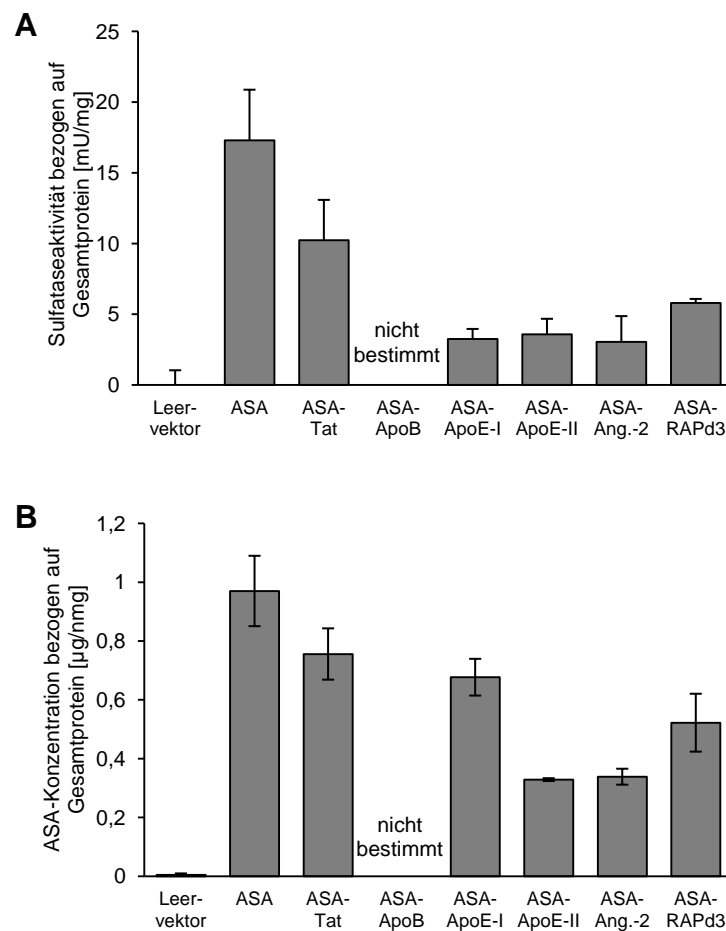 A
Sulfataseaktivität bezogen auf
Gesamtprotein [mU/mg]
25
20
15
10
5
0
nicht
bestimmt
Leer-
vektor
ASA
ASA-
Tat
ASA-
ApoB
ASA-
ApoE-I
ASA-
ApoE-II
ASA-
Ang.-2
ASA-
RAPd3
B
ASA-Konzentration bezogen auf
Gesamtprotein [µg/nmg]
1,2
1
0,8
0,6
0,4
0,2
0
nicht
bestimmt
Leer-
vektor
ASA
ASA-
Tat
ASA-
ApoB
ASA-
ApoE-I
ASA-
ApoE-II
ASA-
Ang.-2
ASA-
RAPd3